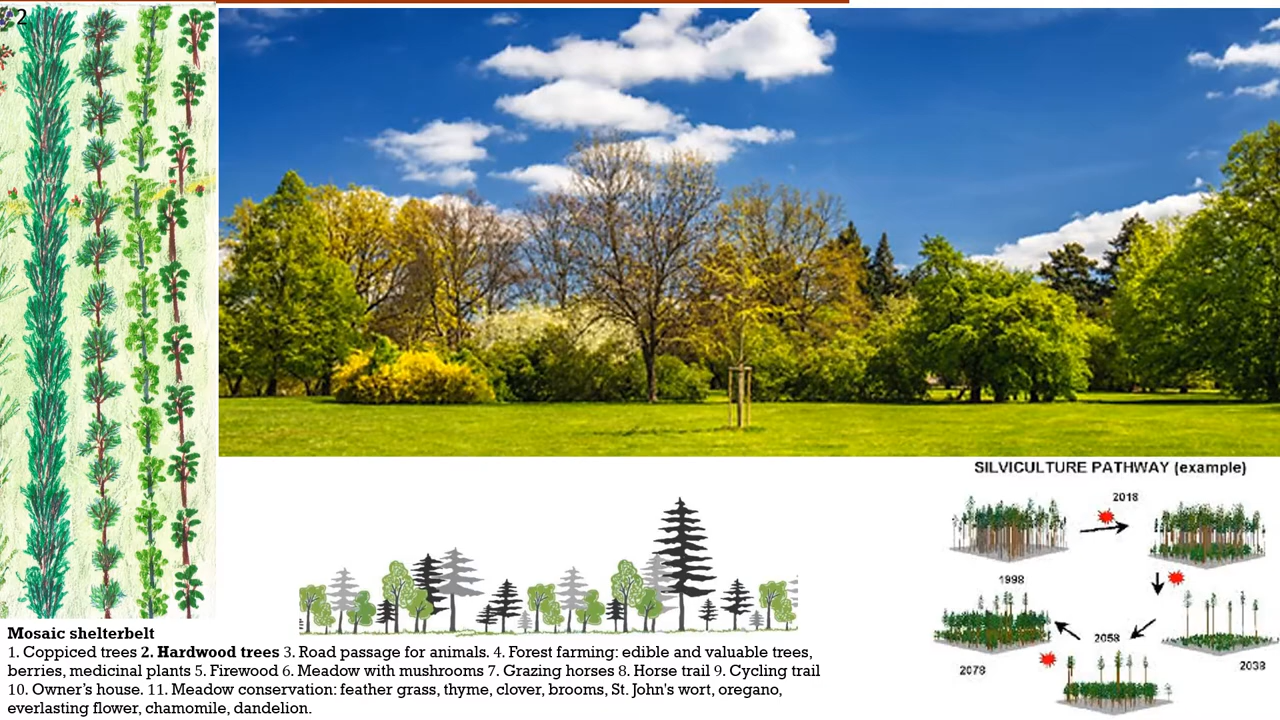 2
SILVICULTURE PATHWAY (example)
2018
1998
2058
2078
2038
Mosaic shelterbelt
1. Coppiced trees 2. Hardwood trees 3. Road passage for animals. 4. Forest farming: edible and valuable trees,
berries, medicinal plants 5. Firewood 6. Meadow with mushrooms 7. Grazing horses 8. Horse trail 9. Cycling trail
10. Owner's house. 11. Meadow conservation: feather grass, thyme, clover, brooms, St. John's wort, oregano,
everlasting flower, chamomile, dandelion.